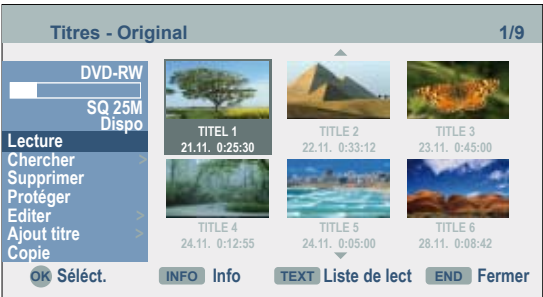 Titres - Original 1/9
DVD-RW
SQ 25M
Dispo
Lecture
Chercher >
Supprimer
Protéger
Editer >
Ajout titre >
Copie
TITEL 1
21.11. 0:25:30
TITLE 2
22.11. 0:33:12
TITLE 3
23.11. 0:45:00
TITLE 4
24.11. 0:12:55
TITLE 5
24.11. 0:05:00
TITLE 6
28.11. 0:08:42
OK Séléct. INFO Info TEXT Liste de lect END Fermer